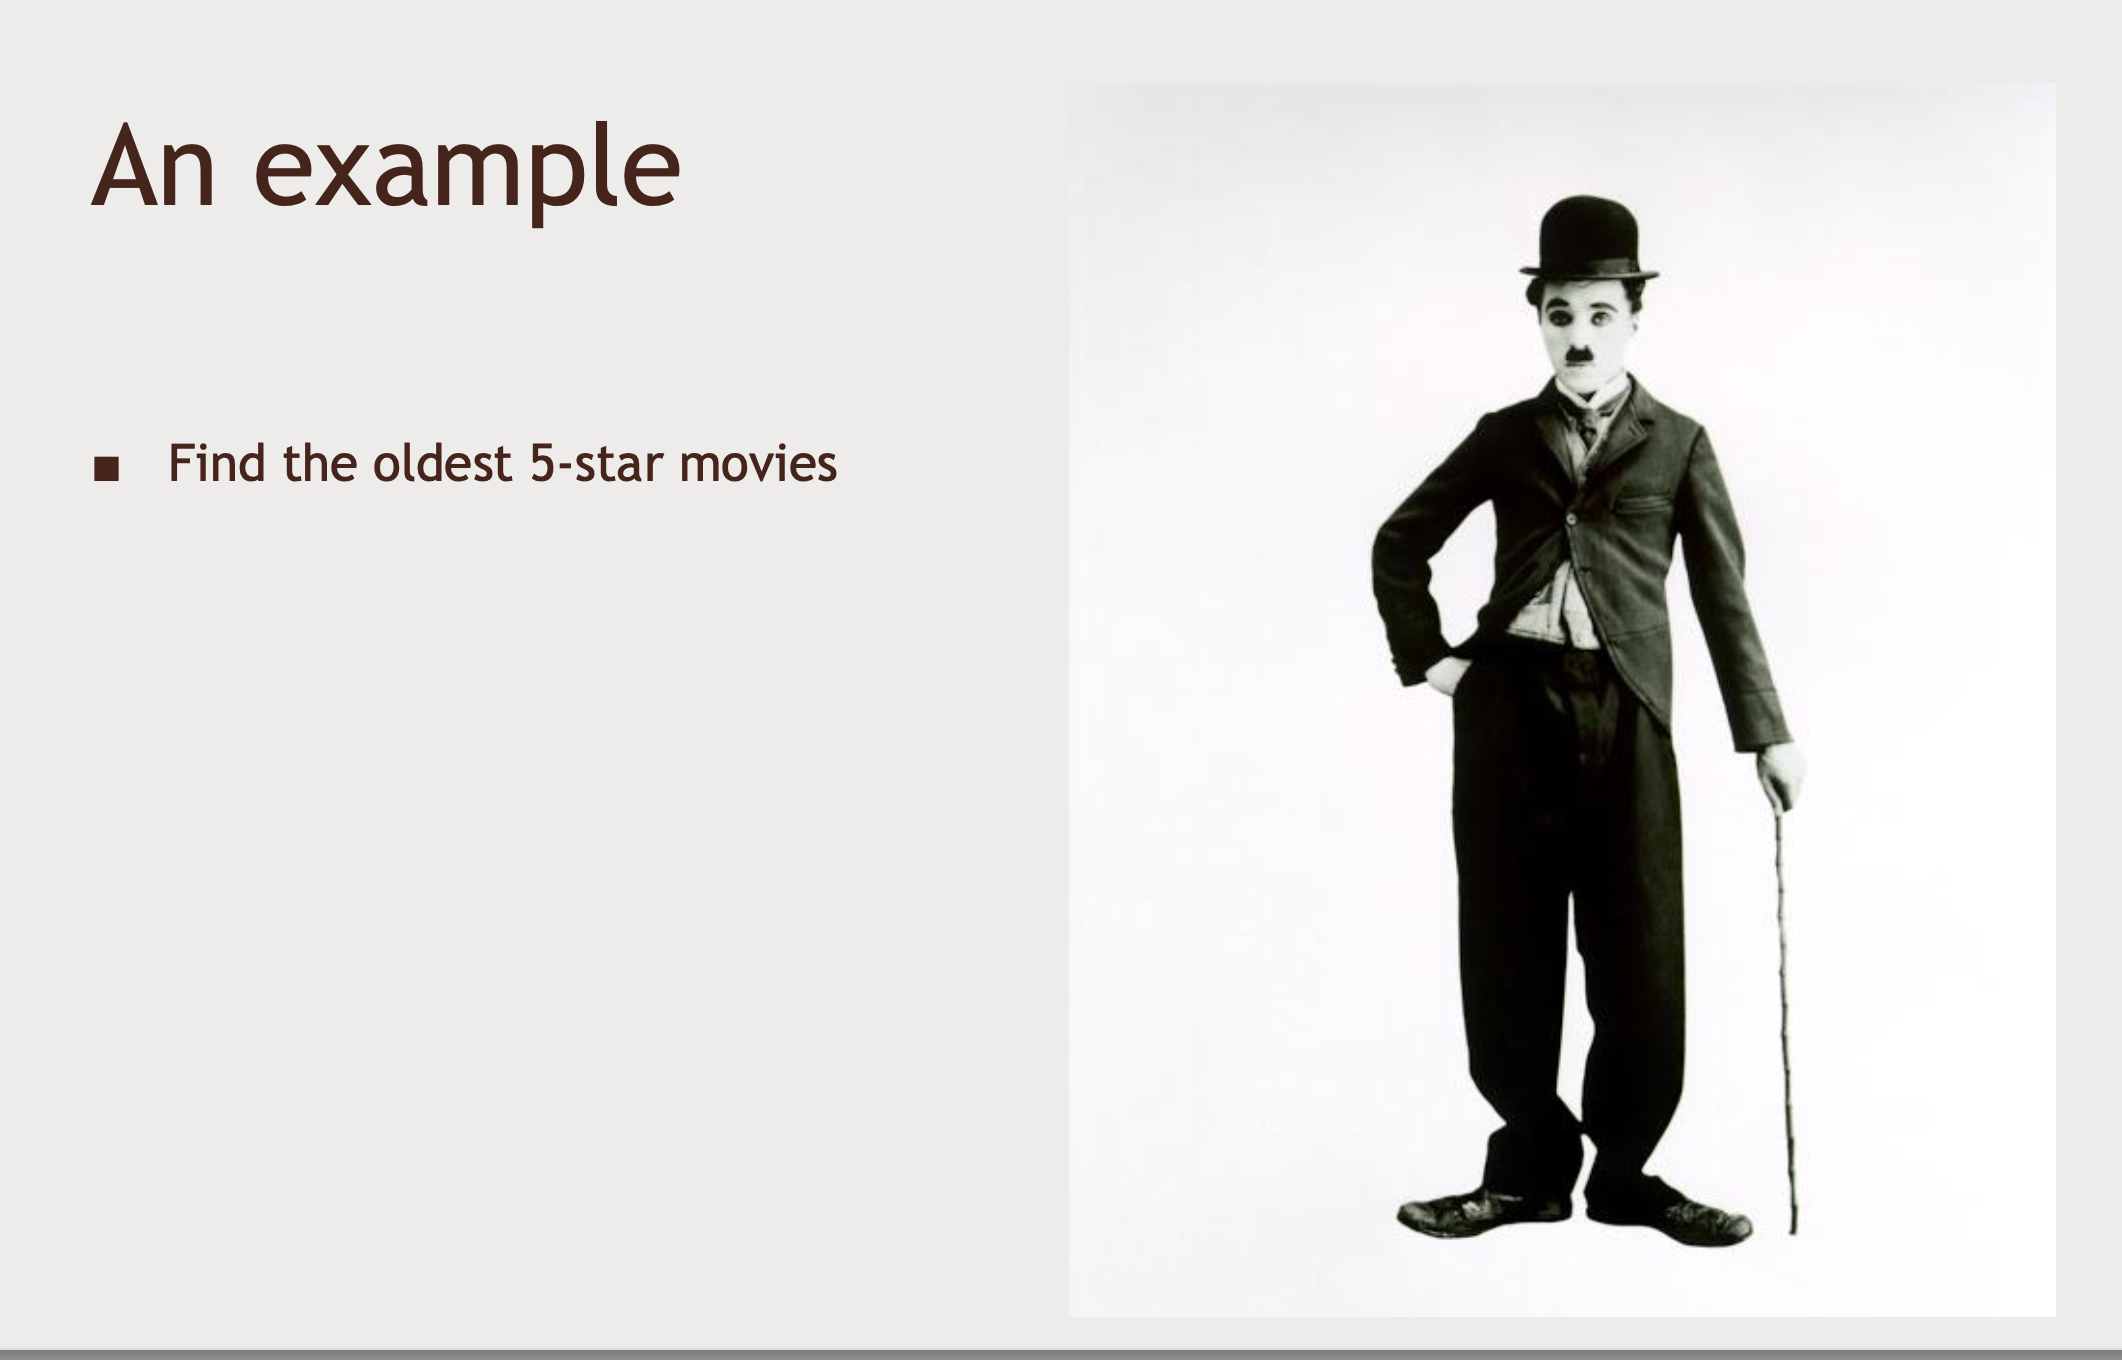 An example
■ Find the oldest 5-star movies